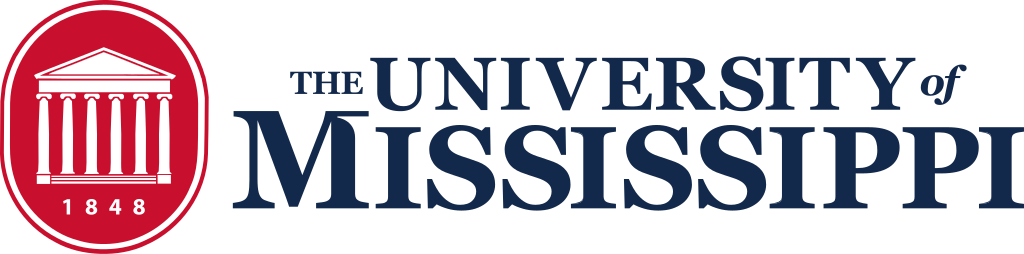 1848
THE UNIVERSITY of
MISSISSIPPI